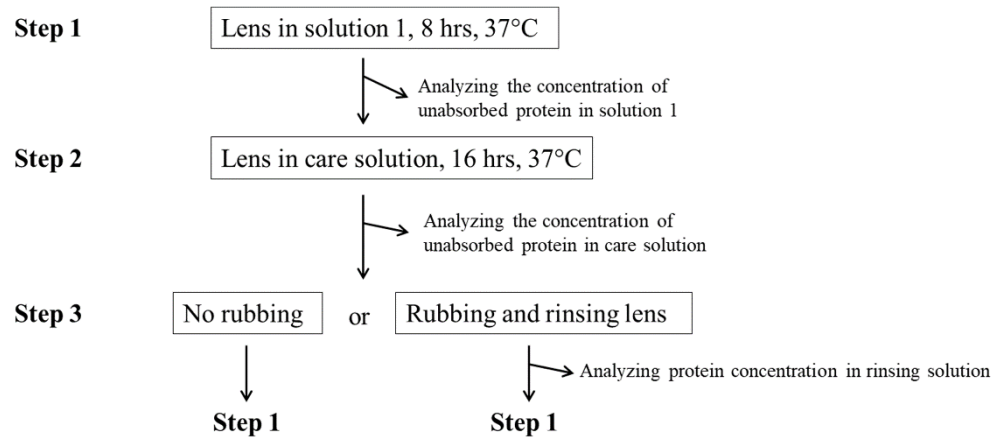 Step 1
Lens in solution 1, 8 hrs, 37°C
Analyzing the concentration of
unabsorbed protein in solution 1
Step 2
Lens in care solution, 16 hrs, 37°C
Analyzing the concentration of
unabsorbed protein in care solution
Step 3
No rubbing or Rubbing and rinsing lens
Analyzing protein concentration in rinsing solution
Step 1 Step 1